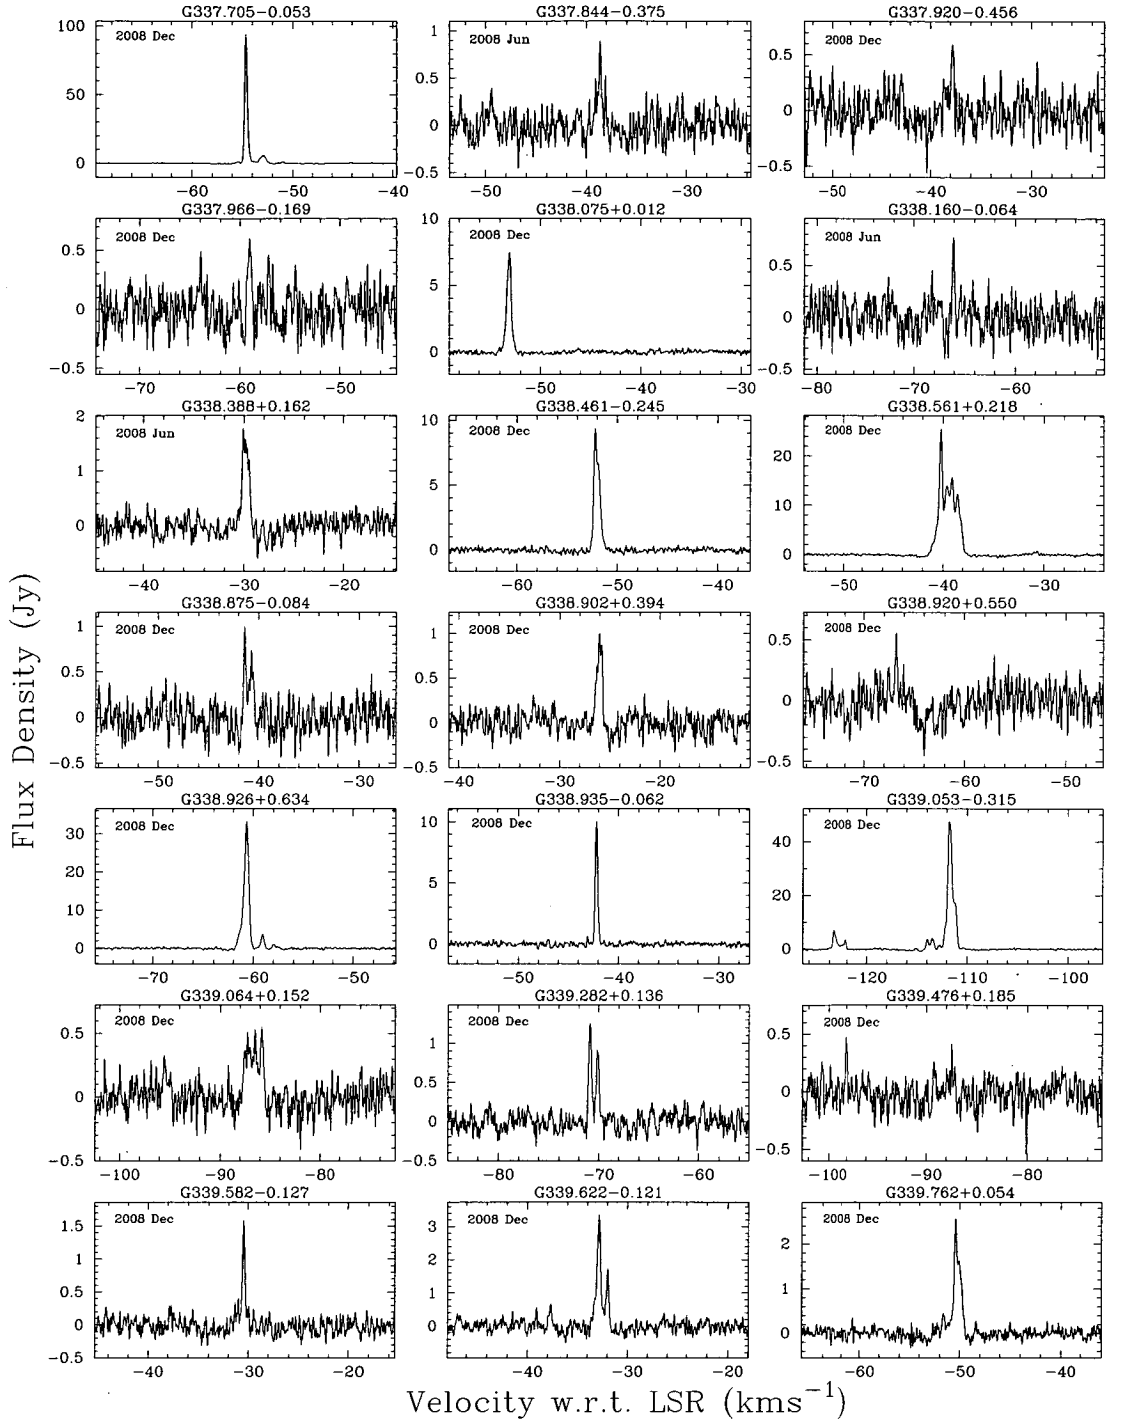 G337.705−0.053 G337.844−0.375 G337.920−0.456
2008 Dec 2008 Jun 2008 Dec
100 50 0
1 0.5 0 −0.5
0.5 0 −0.5
−60 −50 −40
−50 −40 −30
−50 −40 −30
G337.966−0.169 G338.075+0.012 G338.160−0.064
2008 Dec 2008 Dec 2008 Jun
0.5 0 −0.5
10 5 0
0.5 0 −0.5
−70 −60 −50
−50 −40 −30
−80 −70 −60
G338.388+0.162 G338.461−0.245 G338.561+0.218
2008 Jun 2008 Dec 2008 Dec
2 1 0
10 5 0
20 10 0
−40 −30 −20
−60 −50 −40
−50 −40 −30
G338.875−0.084 G338.902+0.394 G338.920+0.550
2008 Dec 2008 Dec 2008 Dec
1 0.5 0 −0.5
1 0.5 0 −0.5
0.5 0 −0.5
−50 −40 −30
−40 −30 −20
−70 −60 −50
G338.926+0.634 G338.935−0.062 G339.053−0.315
2008 Dec 2008 Dec 2008 Dec
30 20 10 0
10 5 0
40 20 0
−70 −60 −50
−50 −40 −30
−120 −110 −100
G339.064+0.152 G339.282+0.136 G339.476+0.185
2008 Dec 2008 Dec 2008 Dec
0.5 0 −0.5
1 0.5 0 −0.5
0.5 0 −0.5
−100 −90 −80
−80 −70 −60
−100 −90 −80
G339.582−0.127 G339.622−0.121 G339.762+0.054
2008 Dec 2008 Dec 2008 Dec
1.5 1 0.5 0 −0.5
3 2 1 0
2 1 0
−40 −30 −20
−40 −30 −20
−60 −50 −40
Flux Density (Jy)
Velocity w.r.t. LSR (kms⁻¹)